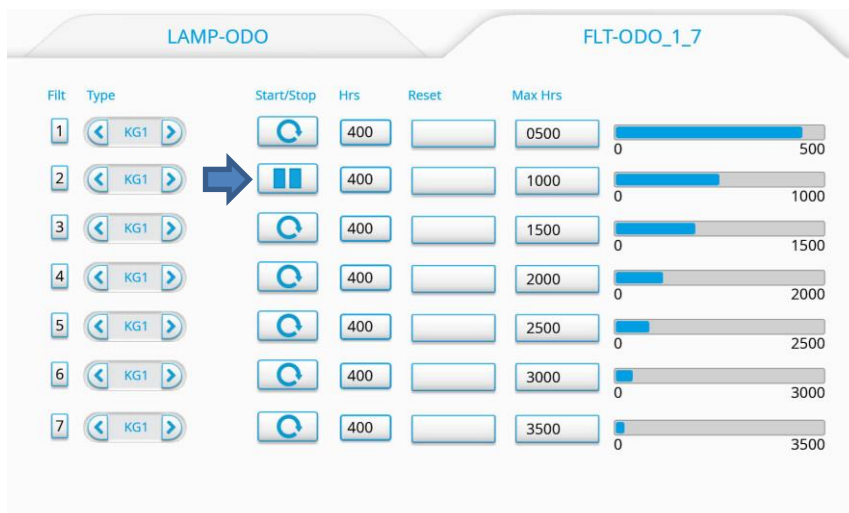 LAMP-ODO FLT-ODO_1_7
Filt Type Start/Stop Hrs Reset Max Hrs
1 KG1 400 0500
0 500
2 KG1 400 1000
0 1000
3 KG1 400 1500
0 1500
4 KG1 400 2000
0 2000
5 KG1 400 2500
0 2500
6 KG1 400 3000
0 3000
7 KG1 400 3500
0 3500